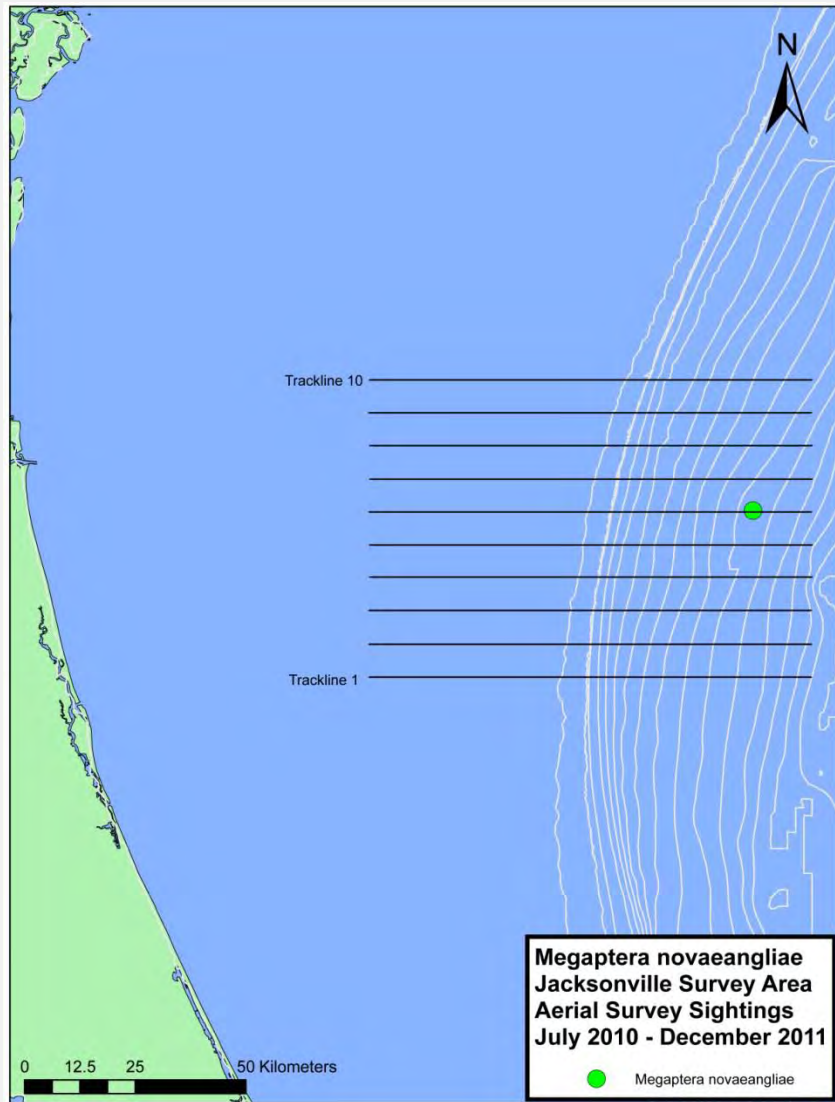 N
Trackline 10
Trackline 1
Megaptera novaeangliae
Jacksonville Survey Area
Aerial Survey Sightings
July 2010 - December 2011
Megaptera novaeangliae
0 12.5 25 50 Kilometers